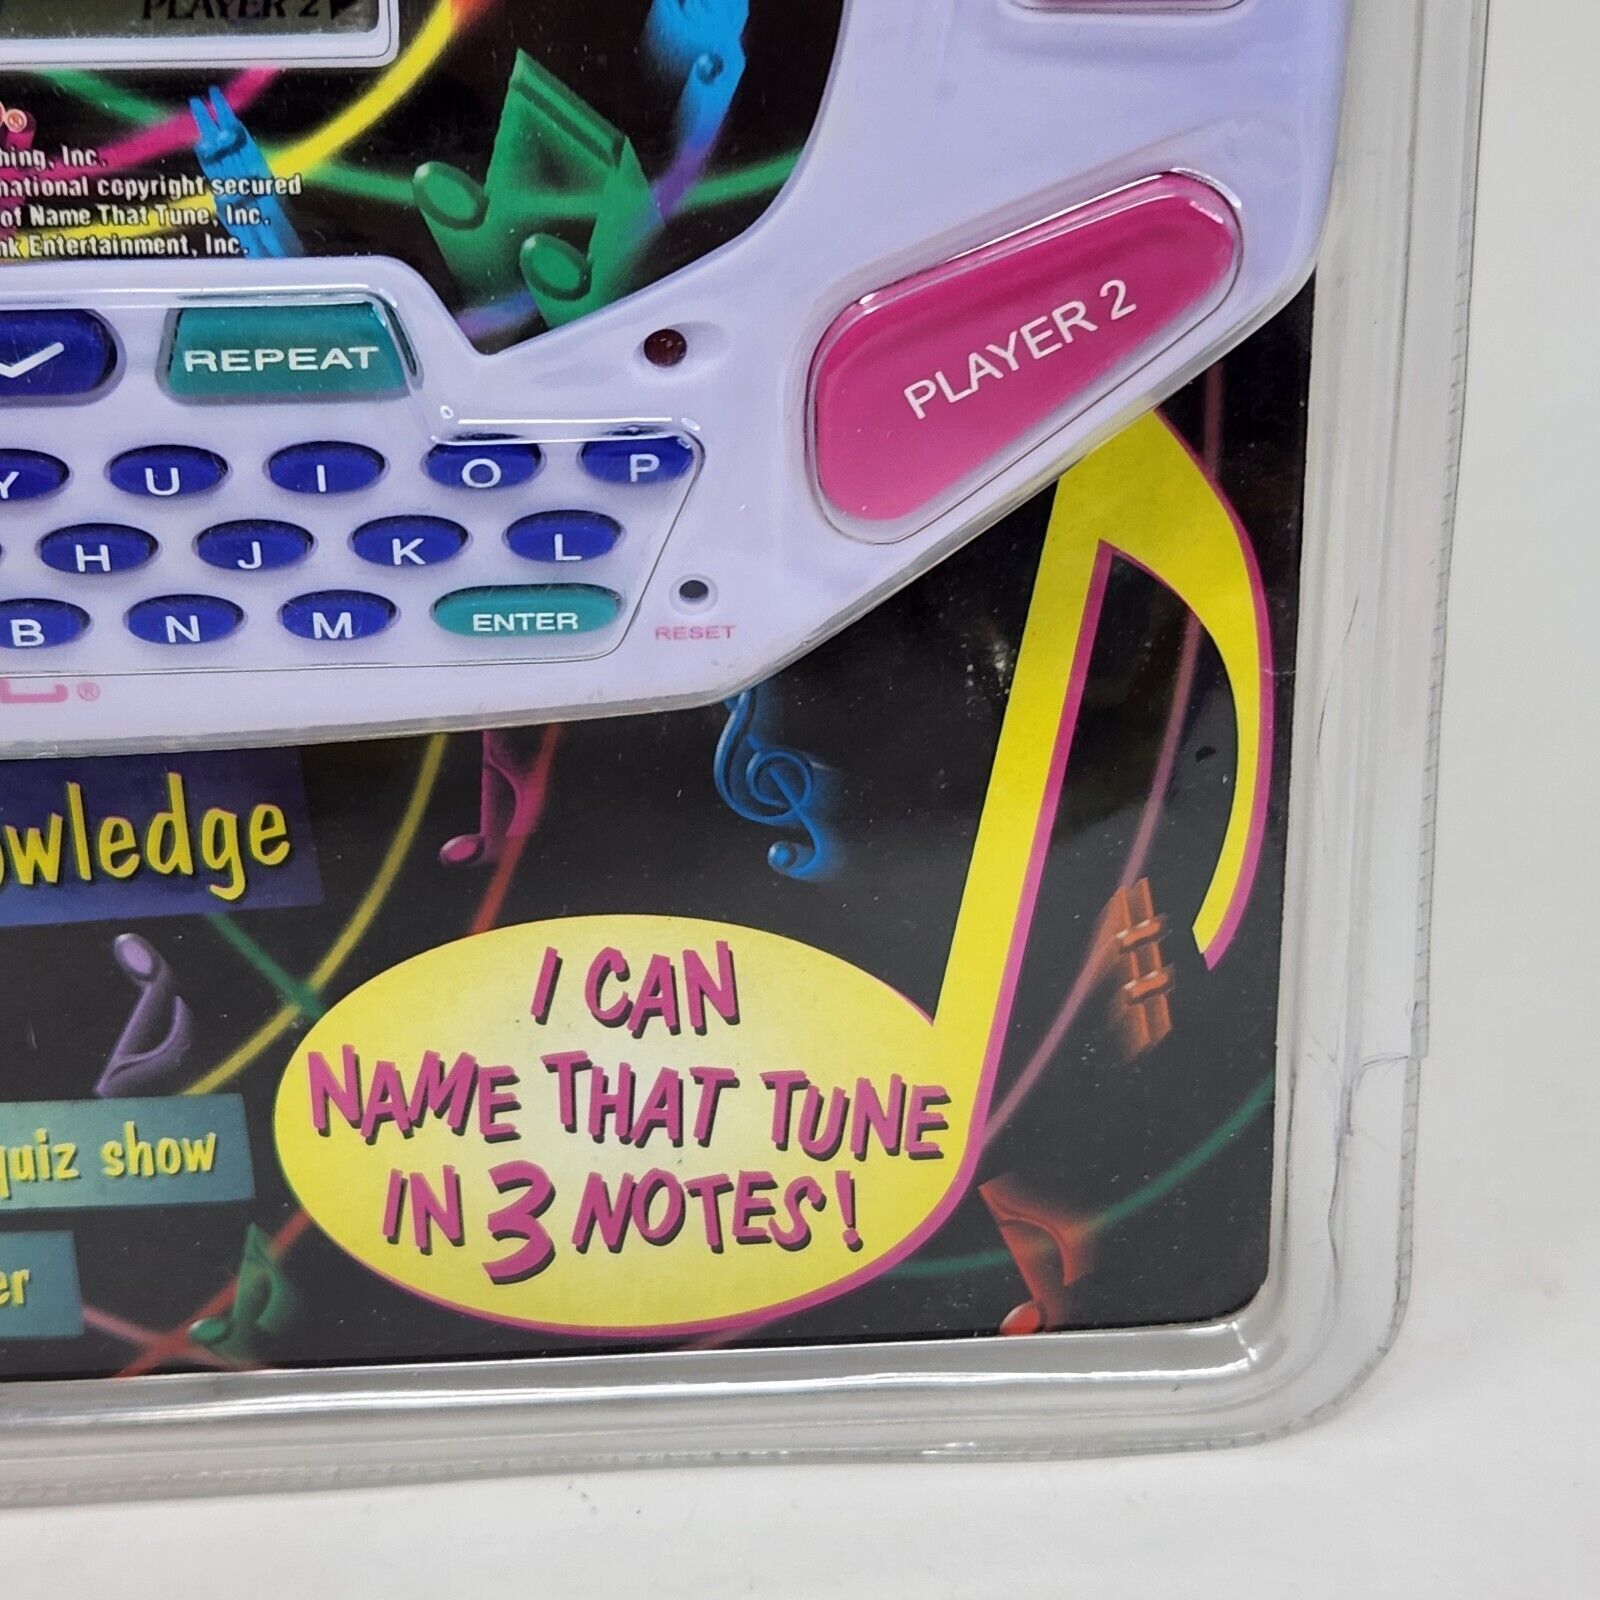 PLAYER 2
®
hing, Inc.
national copyright secured
of Name That Tune, Inc.
nk Entertainment, Inc.
REPEAT
PLAYER 2
Y U I O P
H J K L
B N M ENTER
RESET
®
owledge
I CAN
NAME THAT TUNE
IN 3 NOTES!
quiz show
er